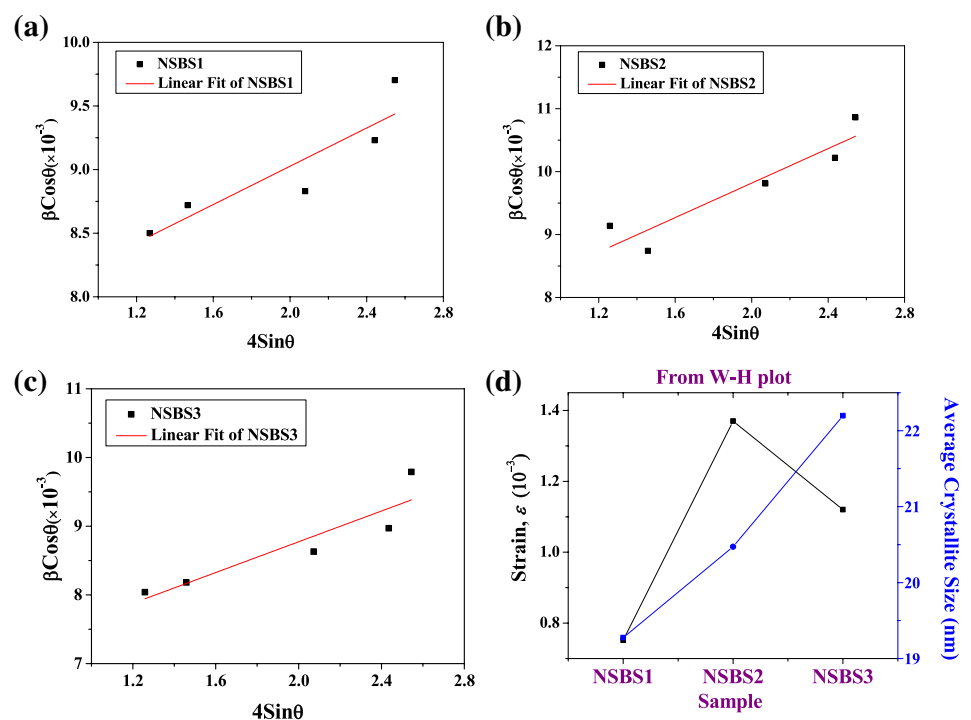 (a)
10.0
9.5
9.0
8.5
8.0
βCosθ(×10⁻³)
NSBS1
Linear Fit of NSBS1
1.2 1.6 2.0 2.4 2.8
4Sinθ
(b)
12
11
10
9
8
βCosθ(×10⁻³)
NSBS2
Linear Fit of NSBS2
1.2 1.6 2.0 2.4 2.8
4Sinθ
(c)
11
10
9
8
7
βCosθ(×10⁻³)
NSBS3
Linear Fit of NSBS3
1.2 1.6 2.0 2.4 2.8
4Sinθ
(d)
From W-H plot
1.4
1.2
1.0
0.8
Strain, ε (10⁻³)
22
21
20
19
Average Crystallite Size (nm)
NSBS1 NSBS2 NSBS3
Sample